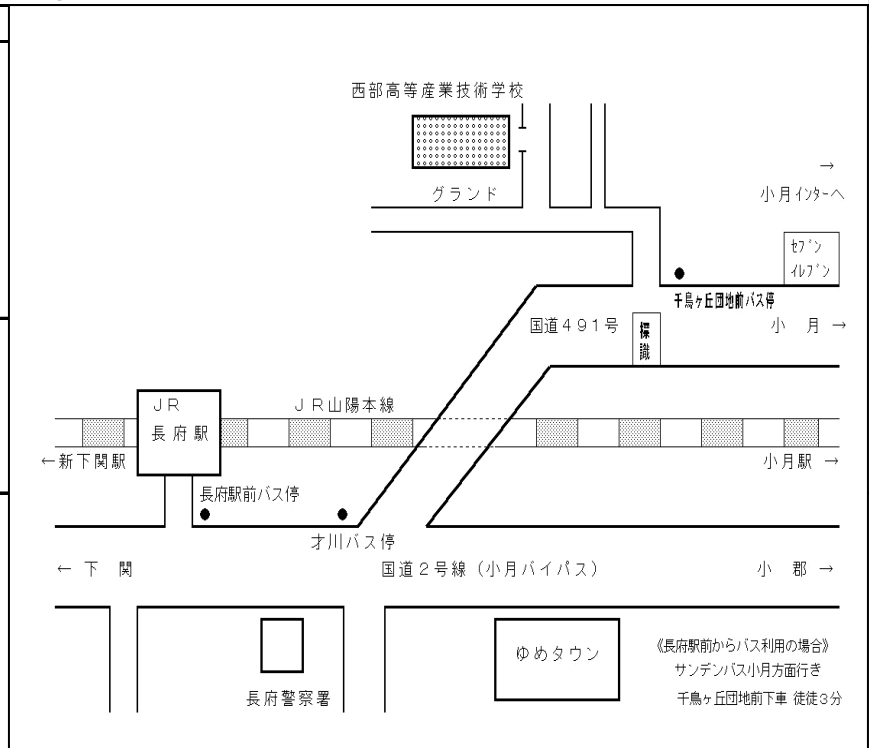 西部高等産業技術学校
グランド
→
小月インターへ
セブン
イレブン
千鳥ヶ丘団地前バス停
国道491号
標
識
小 月 →
JR
長府駅
JR山陽本線
←新下関駅
小月駅 →
長府駅前バス停
才川バス停
← 下 関
国道2号線(小月バイパス)
小 郡 →
長府警察署
ゆめタウン
《長府駅前からバス利用の場合》
サンデンバス小月方面行き
千鳥ヶ丘団地前下車 徒徒3分